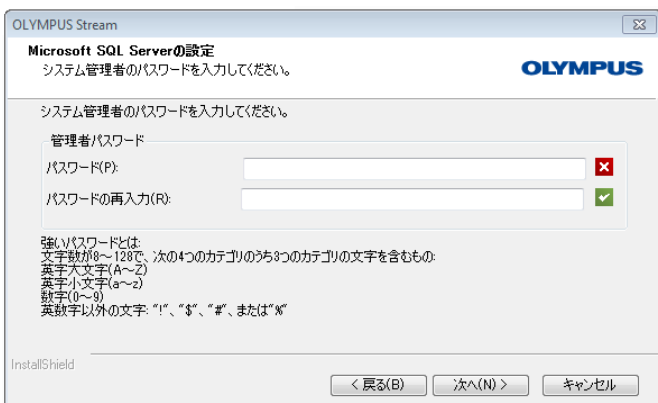 OLYMPUS Stream
Microsoft SQL Serverの設定
システム管理者のパスワードを入力してください。
OLYMPUS
システム管理者のパスワードを入力してください。
管理者パスワード
パスワード(P):
パスワードの再入力(R):
強いパスワードとは:
文字数が8～128で、次の4つのカテゴリのうち3つのカテゴリの文字を含むもの:
英字大文字(A～Z)
英字小文字(a～z)
数字(0～9)
英数字以外の文字: "!"、"$"、"#"、または"%"
InstallShield
< 戻る(B)
次へ(N) >
キャンセル